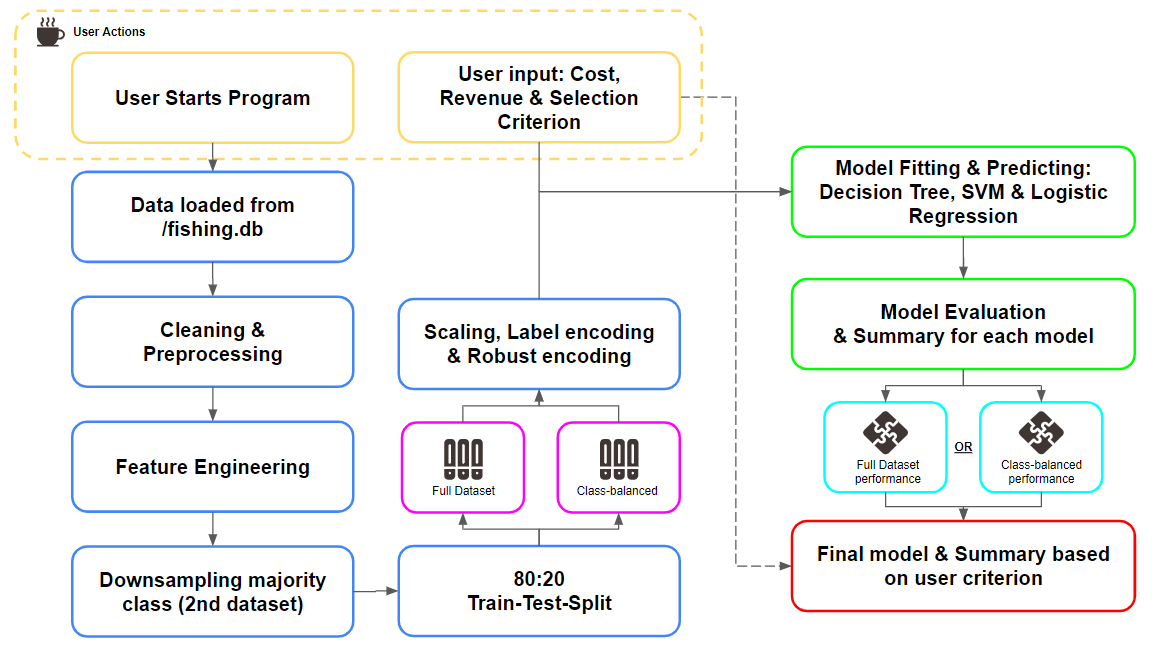 User Actions
User Starts Program
User input: Cost,
Revenue & Selection
Criterion
Data loaded from
/fishing.db
Cleaning &
Preprocessing
Feature Engineering
Downsampling majority
class (2nd dataset)
80:20
Train-Test-Split
Full Dataset
Class-balanced
Scaling, Label encoding
& Robust encoding
Model Fitting & Predicting:
Decision Tree, SVM & Logistic
Regression
Model Evaluation
& Summary for each model
Full Dataset
performance
OR
Class-balanced
performance
Final model & Summary based
on user criterion